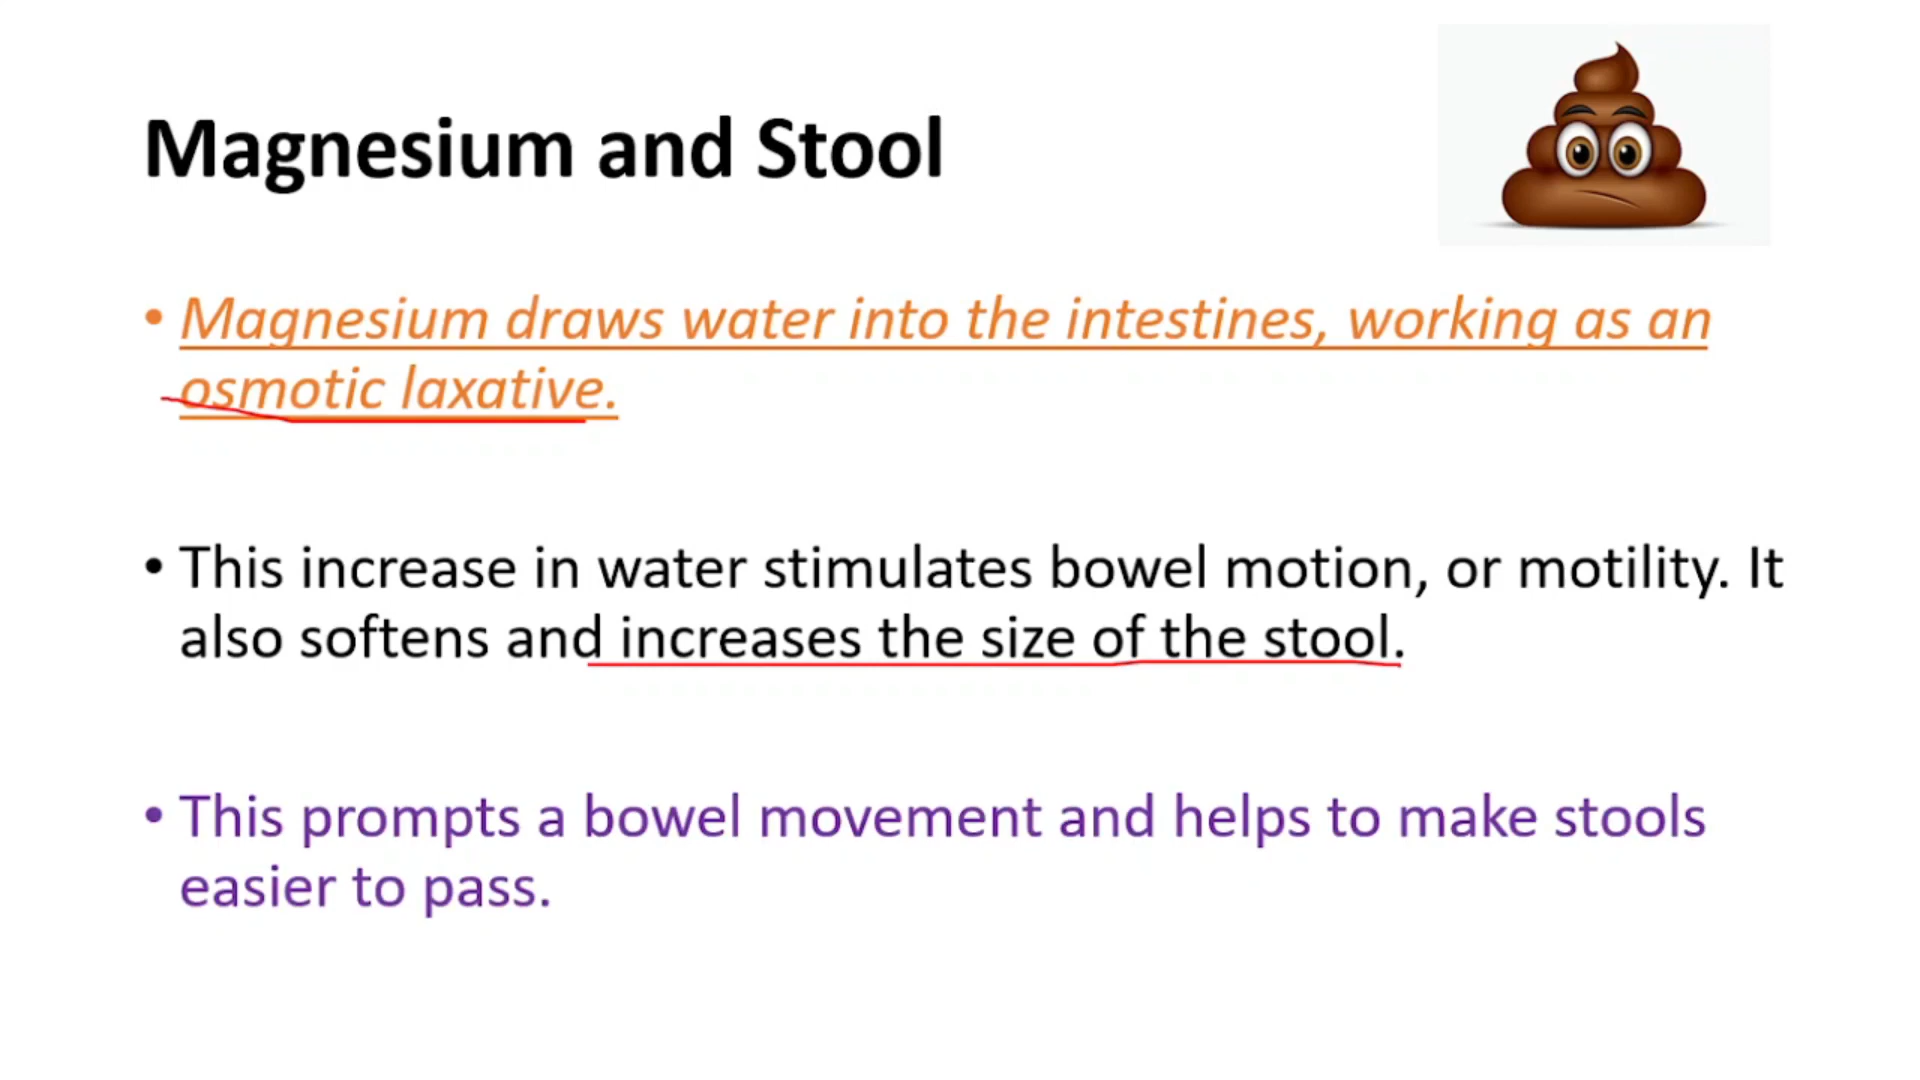 Magnesium and Stool
• Magnesium draws water into the intestines, working as an
osmotic laxative.
• This increase in water stimulates bowel motion, or motility. It
also softens and increases the size of the stool.
• This prompts a bowel movement and helps to make stools
easier to pass.